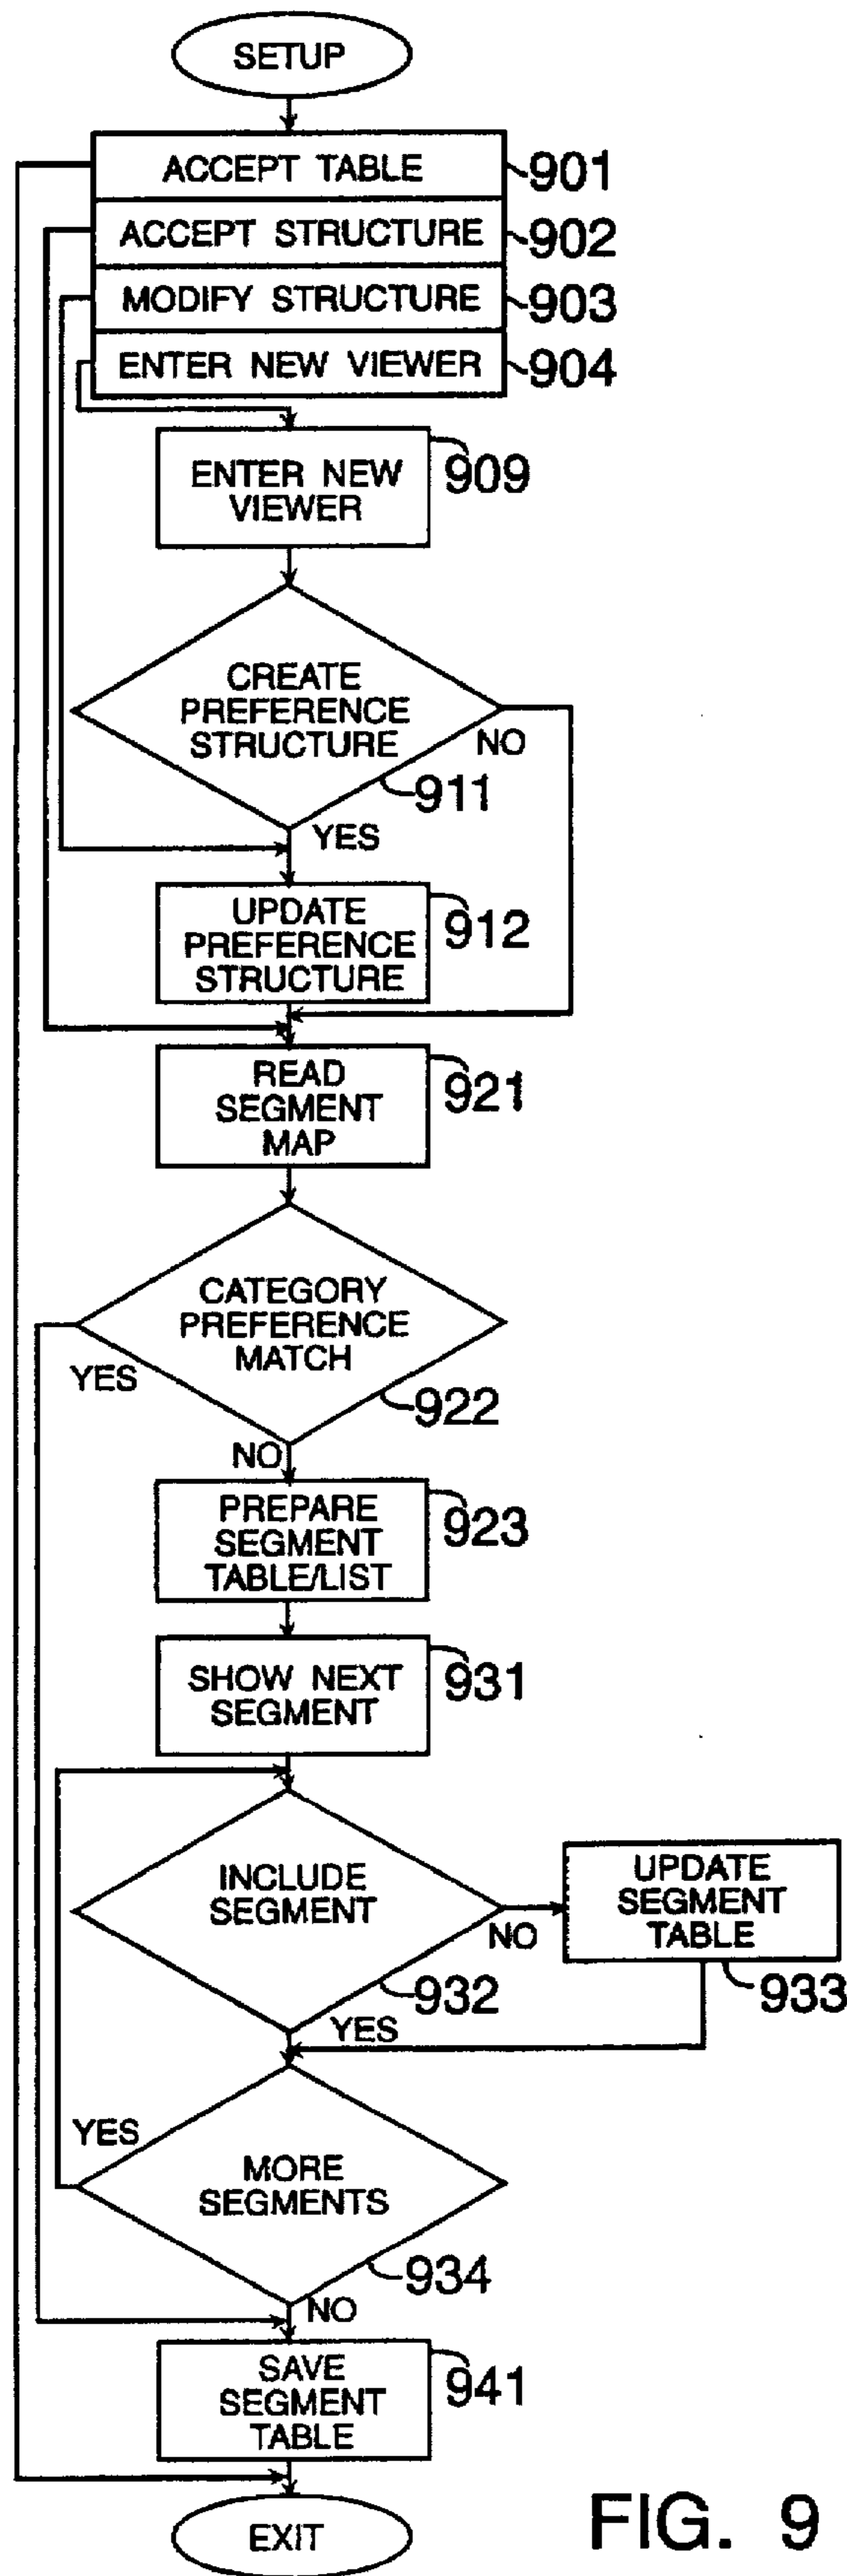 SETUP
ACCEPT TABLE
901
ACCEPT STRUCTURE
902
MODIFY STRUCTURE
903
ENTER NEW VIEWER
904
ENTER NEW
VIEWER
909
CREATE
PREFERENCE
STRUCTURE
NO
911
YES
UPDATE
PREFERENCE
STRUCTURE
912
READ
SEGMENT
MAP
921
CATEGORY
PREFERENCE
MATCH
YES
922
NO
PREPARE
SEGMENT
TABLE/LIST
923
SHOW NEXT
SEGMENT
931
INCLUDE
SEGMENT
NO
932
YES
UPDATE
SEGMENT
TABLE
933
YES
MORE
SEGMENTS
934
NO
SAVE
SEGMENT
TABLE
941
EXIT
FIG. 9